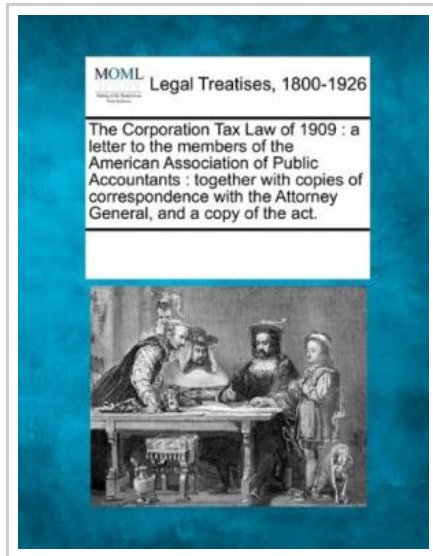 MOML
Legal Treatises, 1800-1926
The Corporation Tax Law of 1909 : a
letter to the members of the
American Association of Public
Accountants : together with copies of
correspondence with the Attorney
General, and a copy of the act.